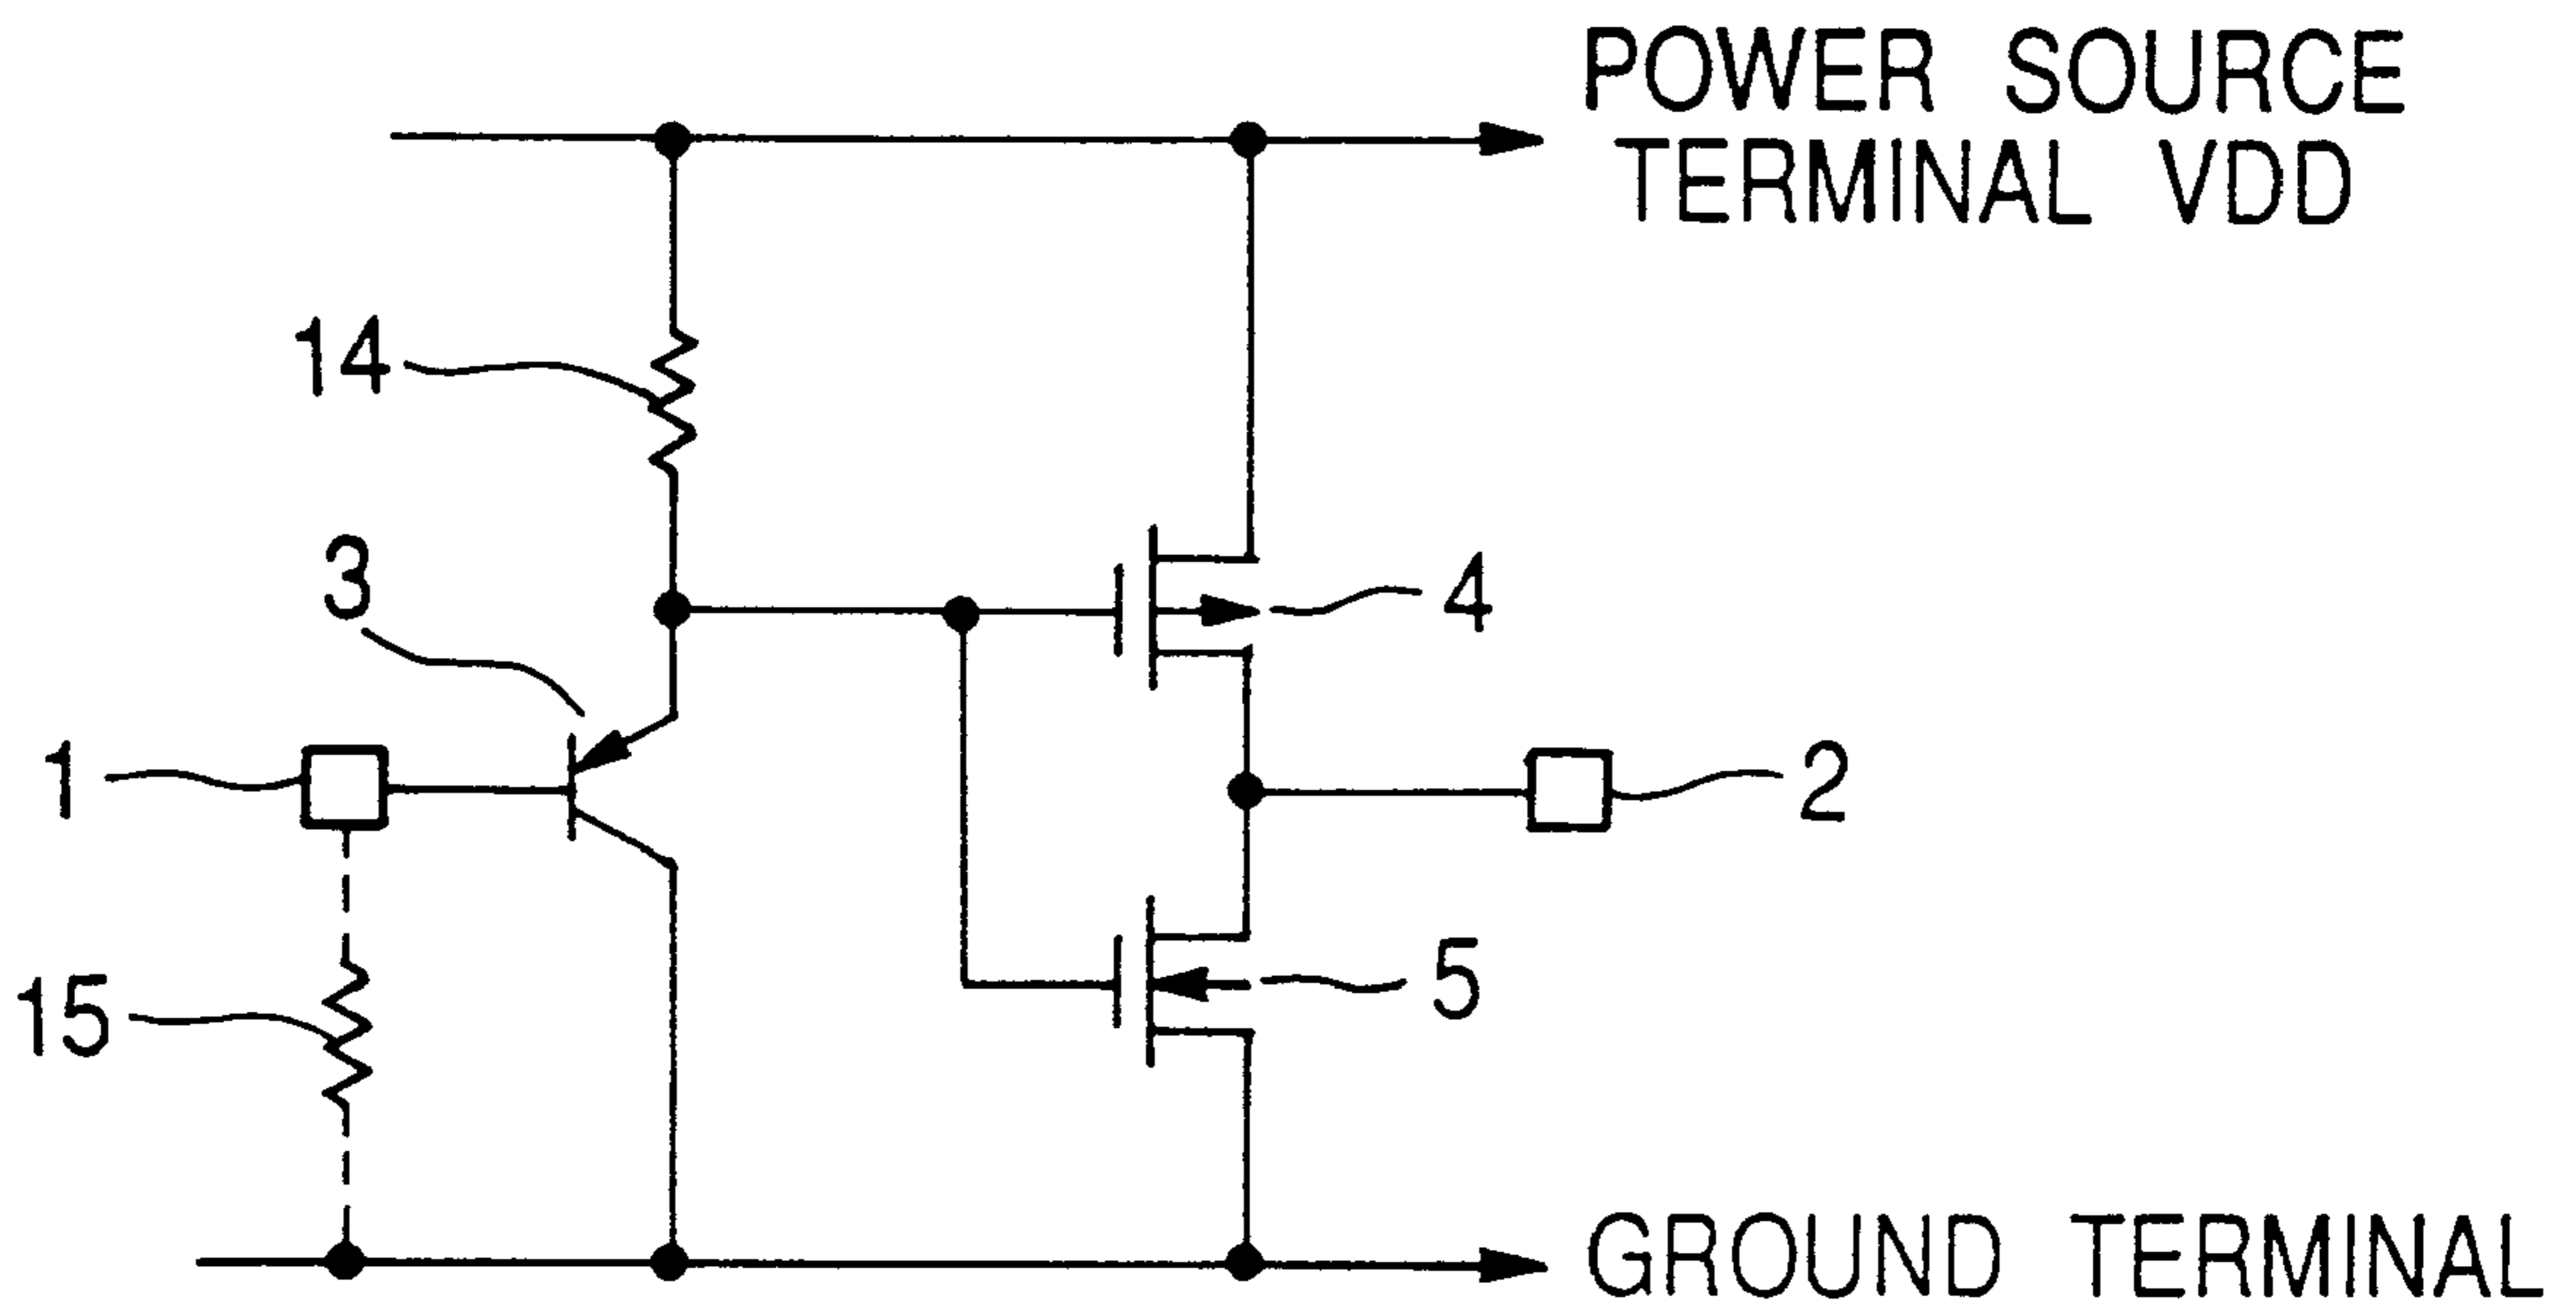 POWER SOURCE
TERMINAL VDD
14
3
4
1
2
15
5
GROUND TERMINAL